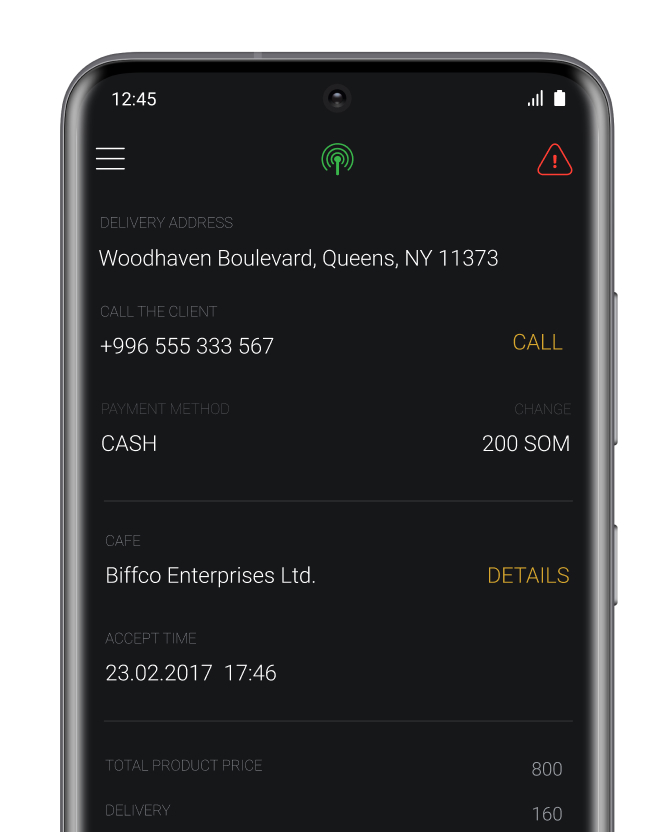 12:45
DELIVERY ADDRESS
Woodhaven Boulevard, Queens, NY 11373
CALL THE CLIENT
+996 555 333 567
CALL
PAYMENT METHOD
CHANGE
CASH
200 SOM
CAFE
Biffco Enterprises Ltd.
DETAILS
ACCEPT TIME
23.02.2017 17:46
TOTAL PRODUCT PRICE
800
DELIVERY
160